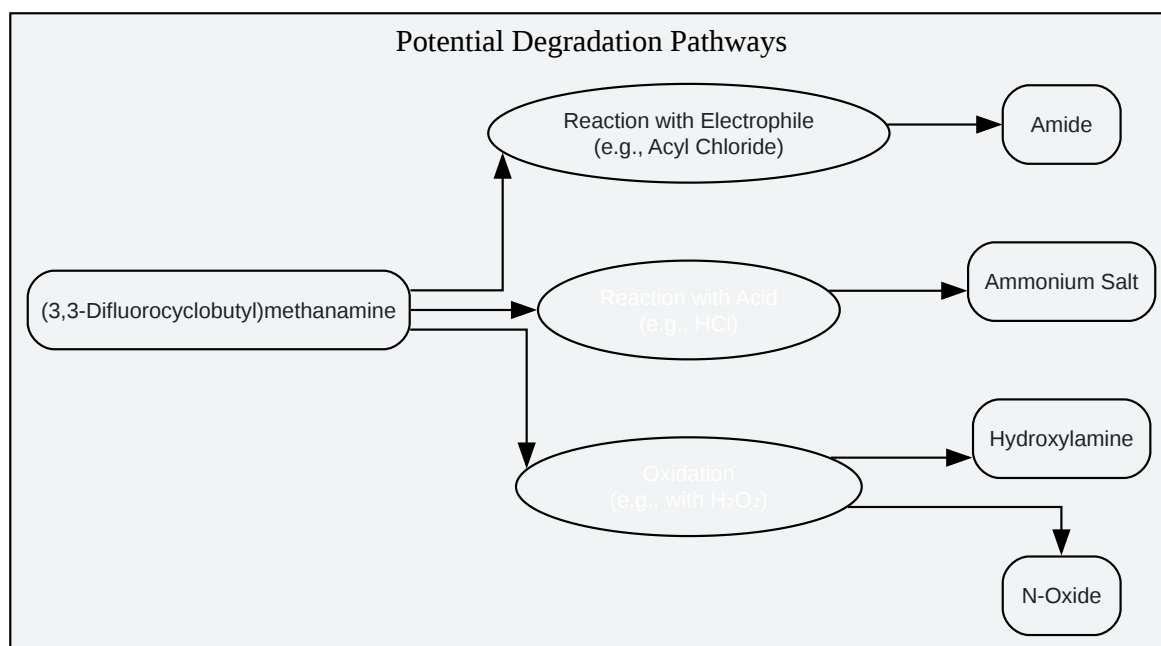 Potential Degradation Pathways
Reaction with Electrophile
(e.g., Acyl Chloride)
Amide
(3,3-Difluorocyclobutyl)methanamine
Reaction with Acid
(e.g., HCl)
Ammonium Salt
Oxidation
(e.g., with H₂O₂)
Hydroxylamine
N-Oxide